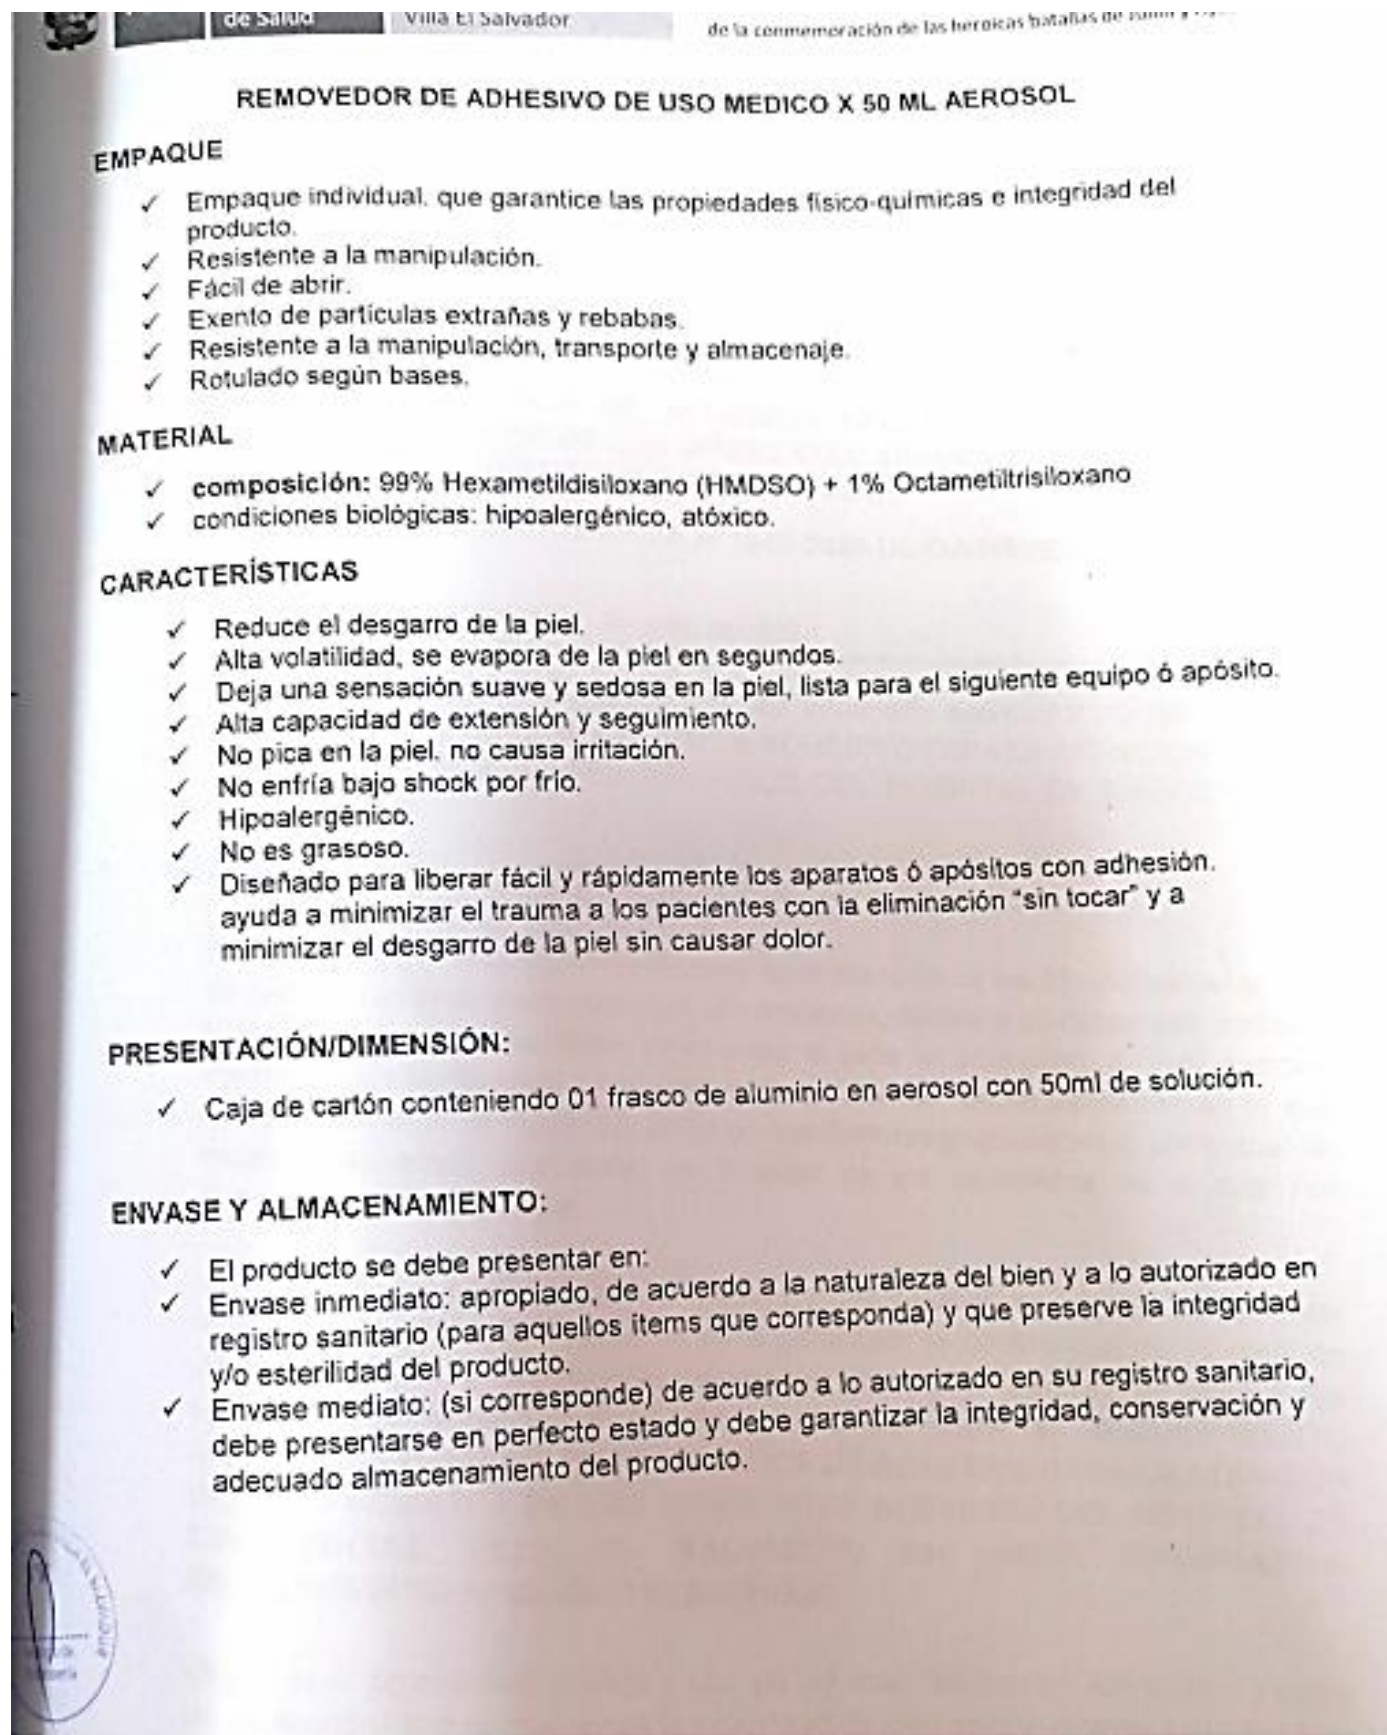 de Salud
Villa El Salvador
de la conmemoración de las heroicas batallas de
REMOVEDOR DE ADHESIVO DE USO MEDICO X 50 ML AEROSOL
EMPAQUE
✓ Empaque individual, que garantice las propiedades físico-químicas e integridad del
producto.
✓ Resistente a la manipulación.
✓ Fácil de abrir.
✓ Exento de partículas extrañas y rebabas.
✓ Resistente a la manipulación, transporte y almacenaje.
✓ Rotulado según bases.
MATERIAL
✓ composición: 99% Hexametildisiloxano (HMDSO) + 1% Octametiltrisiloxano
✓ condiciones biológicas: hipoalergénico, atóxico.
CARACTERÍSTICAS
✓ Reduce el desgarro de la piel.
✓ Alta volatilidad, se evapora de la piel en segundos.
✓ Deja una sensación suave y sedosa en la piel, lista para el siguiente equipo ó apósito.
✓ Alta capacidad de extensión y seguimiento.
✓ No pica en la piel, no causa irritación.
✓ No enfría bajo shock por frio.
✓ Hipoalergénico.
✓ No es grasoso.
✓ Diseñado para liberar fácil y rápidamente los aparatos ó apósitos con adhesión.
ayuda a minimizar el trauma a los pacientes con la eliminación "sin tocar" y a
minimizar el desgarro de la piel sin causar dolor.
PRESENTACIÓN/DIMENSIÓN:
✓ Caja de cartón conteniendo 01 frasco de aluminio en aerosol con 50ml de solución.
ENVASE Y ALMACENAMIENTO:
✓ El producto se debe presentar en:
✓ Envase inmediato: apropiado, de acuerdo a la naturaleza del bien y a lo autorizado en
registro sanitario (para aquellos ítems que corresponda) y que preserve la integridad
y/o esterilidad del producto.
✓ Envase mediato: (si corresponde) de acuerdo a lo autorizado en su registro sanitario,
debe presentarse en perfecto estado y debe garantizar la integridad, conservación y
adecuado almacenamiento del producto.